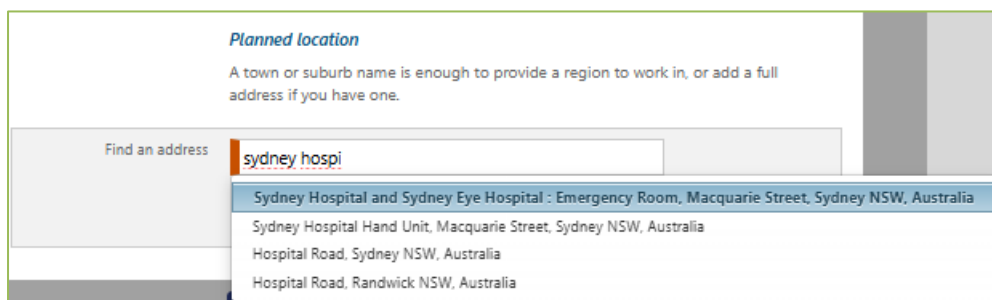 Planned location
A town or suburb name is enough to provide a region to work in, or add a full
address if you have one.
Find an address
sydney hospi
Sydney Hospital and Sydney Eye Hospital : Emergency Room, Macquarie Street, Sydney NSW, Australia
Sydney Hospital Hand Unit, Macquarie Street, Sydney NSW, Australia
Hospital Road, Sydney NSW, Australia
Hospital Road, Randwick NSW, Australia